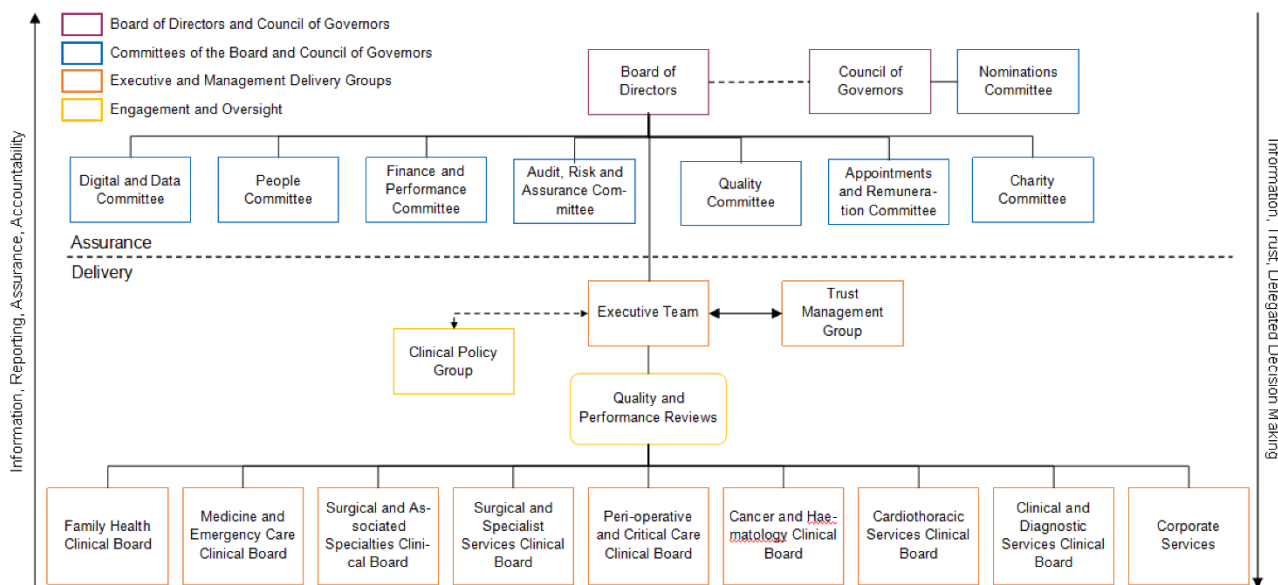 Board of Directors and Council of Governors
Committees of the Board and Council of Governors
Executive and Management Delivery Groups
Engagement and Oversight
Board of
Directors
Council of
Governors
Nominations
Committee
Digital and Data
Committee
People
Committee
Finance and
Performance
Committee
Audit, Risk and
Assurance Com-
mittee
Quality
Committee
Appointments
and Remunera-
tion Committee
Charity
Committee
Assurance
Delivery
Executive Team
Trust
Management
Group
Clinical Policy
Group
Quality and
Performance Reviews
Family Health
Clinical Board
Medicine and
Emergency Care
Clinical Board
Surgical and As-
sociated
Specialties Clini-
cal Board
Surgical and
Specialist
Services Clinical
Board
Peri-operative
and Critical Care
Clinical Board
Cancer and Hae-
matology Clinical
Board
Cardiothoracic
Services Clinical
Board
Clinical and
Diagnostic
Services Clinical
Board
Corporate
Services
Information, Reporting, Assurance, Accountability
Information, Trust, Delegated Decision Making